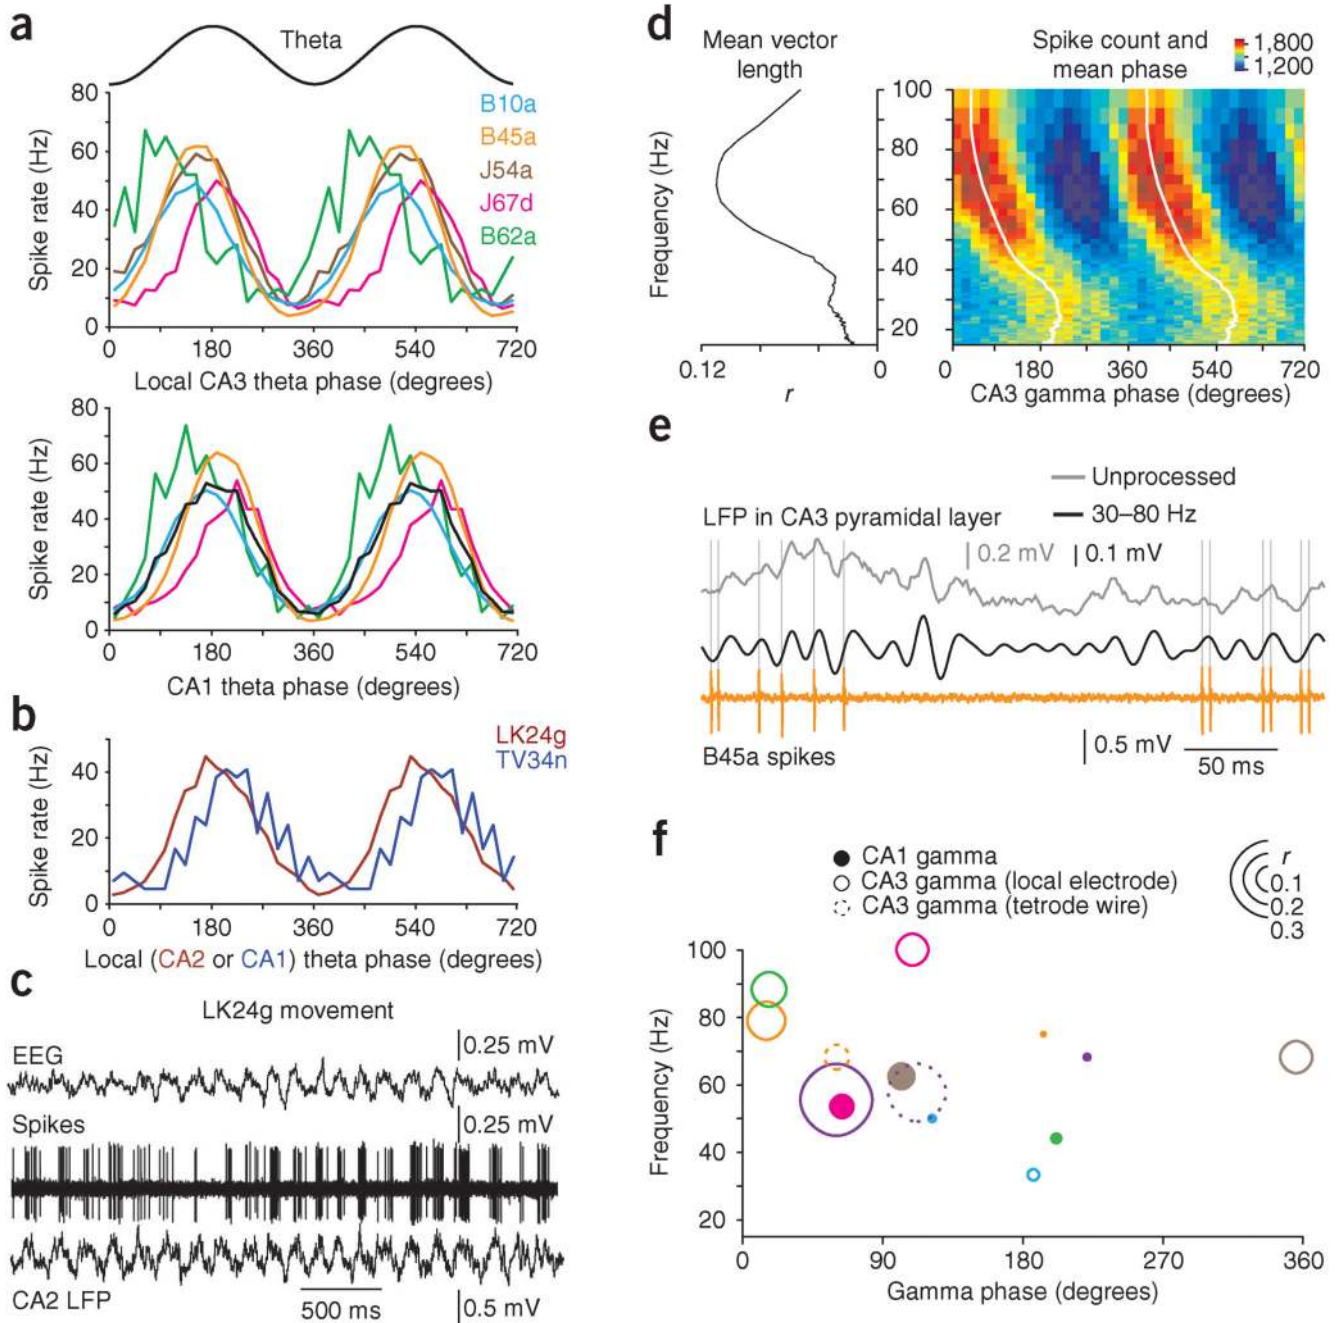 a
Theta
80
60
40
20
0
Spike rate (Hz)
B10a
B45a
J54a
J67d
B62a
0 180 360 540 720
Local CA3 theta phase (degrees)
80
60
40
20
0
Spike rate (Hz)
0 180 360 540 720
CA1 theta phase (degrees)
b
LK24g
TV34n
40
20
0
Spike rate (Hz)
0 180 360 540 720
Local (CA2 or CA1) theta phase (degrees)
c
LK24g movement
EEG
0.25 mV
Spikes
0.25 mV
CA2 LFP
500 ms
0.5 mV
d
Mean vector
length
Spike count and
mean phase
1,800
1,200
Frequency (Hz)
100
80
60
40
20
0.12 0
r
0 180 360 540 720
CA3 gamma phase (degrees)
e
Unprocessed
30–80 Hz
LFP in CA3 pyramidal layer
0.2 mV
0.1 mV
B45a spikes
0.5 mV
50 ms
f
CA1 gamma
CA3 gamma (local electrode)
CA3 gamma (tetrode wire)
r
0.1
0.2
0.3
100
80
60
40
20
Frequency (Hz)
0 90 180 270 360
Gamma phase (degrees)